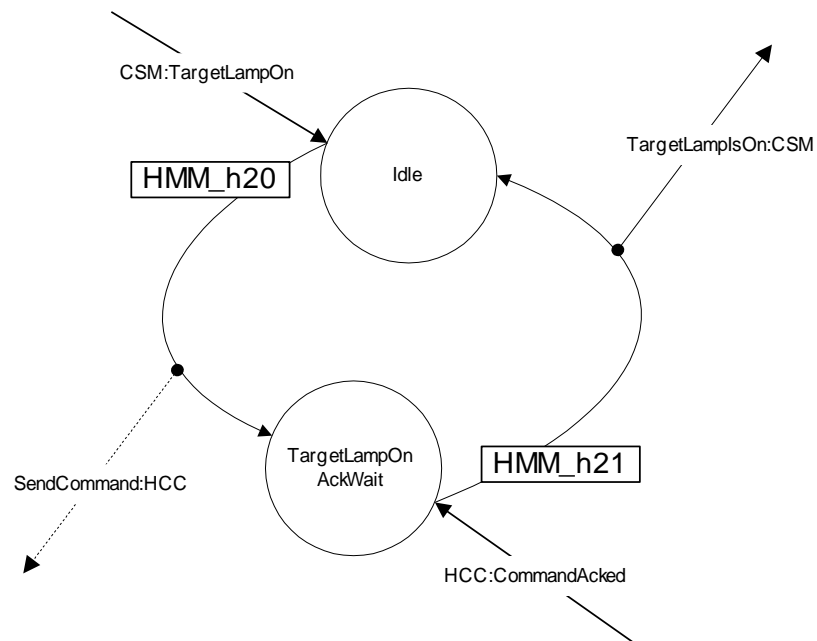 CSM:TargetLampOn
TargetLampIsOn:CSM
HMM_h20
Idle
TargetLampOn
AckWait
HMM_h21
SendCommand:HCC
HCC:CommandAcked